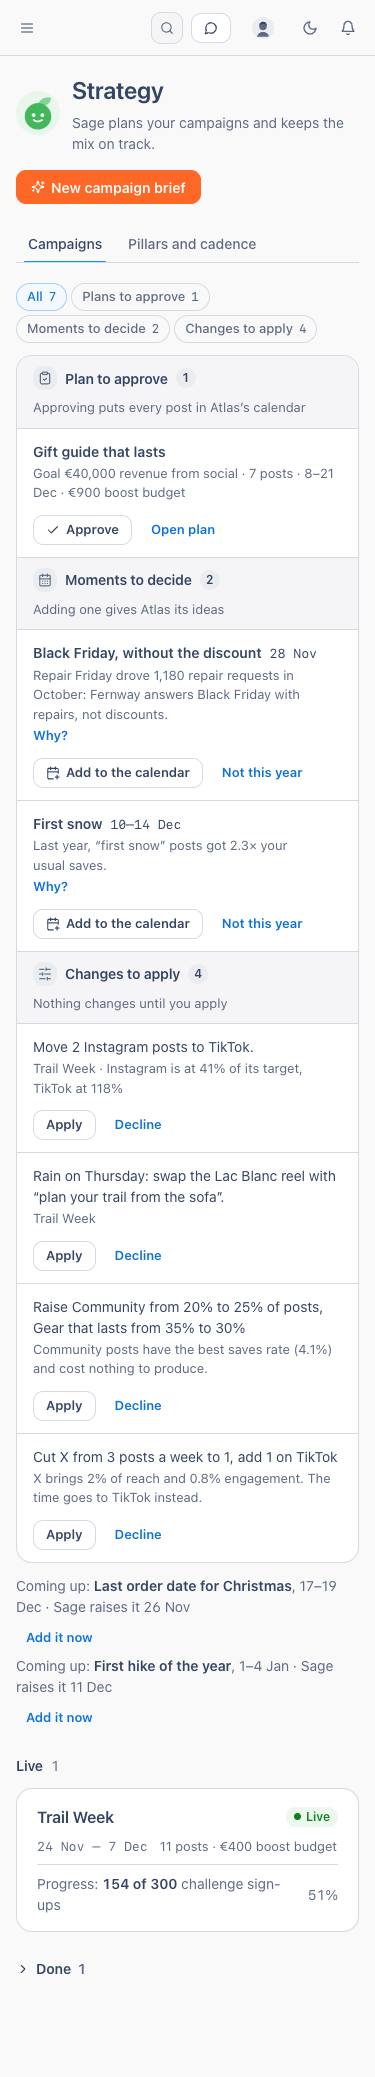 Strategy
Sage plans your campaigns and keeps the
mix on track.
New campaign brief
Campaigns Pillars and cadence
All 7 Plans to approve 1
Moments to decide 2 Changes to apply 4
Plan to approve 1
Approving puts every post in Atlas's calendar
Gift guide that lasts
Goal €40,000 revenue from social · 7 posts · 8–21
Dec · €900 boost budget
Approve Open plan
Moments to decide 2
Adding one gives Atlas its ideas
Black Friday, without the discount 28 Nov
Repair Friday drove 1,180 repair requests in
October: Fernway answers Black Friday with
repairs, not discounts.
Why?
Add to the calendar Not this year
First snow 10–14 Dec
Last year, “first snow” posts got 2.3× your
usual saves.
Why?
Add to the calendar Not this year
Changes to apply 4
Nothing changes until you apply
Move 2 Instagram posts to TikTok.
Trail Week · Instagram is at 41% of its target,
TikTok at 118%
Apply Decline
Rain on Thursday: swap the Lac Blanc reel with
“plan your trail from the sofa”.
Trail Week
Apply Decline
Raise Community from 20% to 25% of posts,
Gear that lasts from 35% to 30%
Community posts have the best saves rate (4.1%)
and cost nothing to produce.
Apply Decline
Cut X from 3 posts a week to 1, add 1 on TikTok
X brings 2% of reach and 0.8% engagement. The
time goes to TikTok instead.
Apply Decline
Coming up: Last order date for Christmas, 17–19
Dec · Sage raises it 26 Nov
Add it now
Coming up: First hike of the year, 1–4 Jan · Sage
raises it 11 Dec
Add it now
Live 1
Trail Week Live
24 Nov – 7 Dec 11 posts · €400 boost budget
Progress: 154 of 300 challenge sign-
ups 51%
Done 1